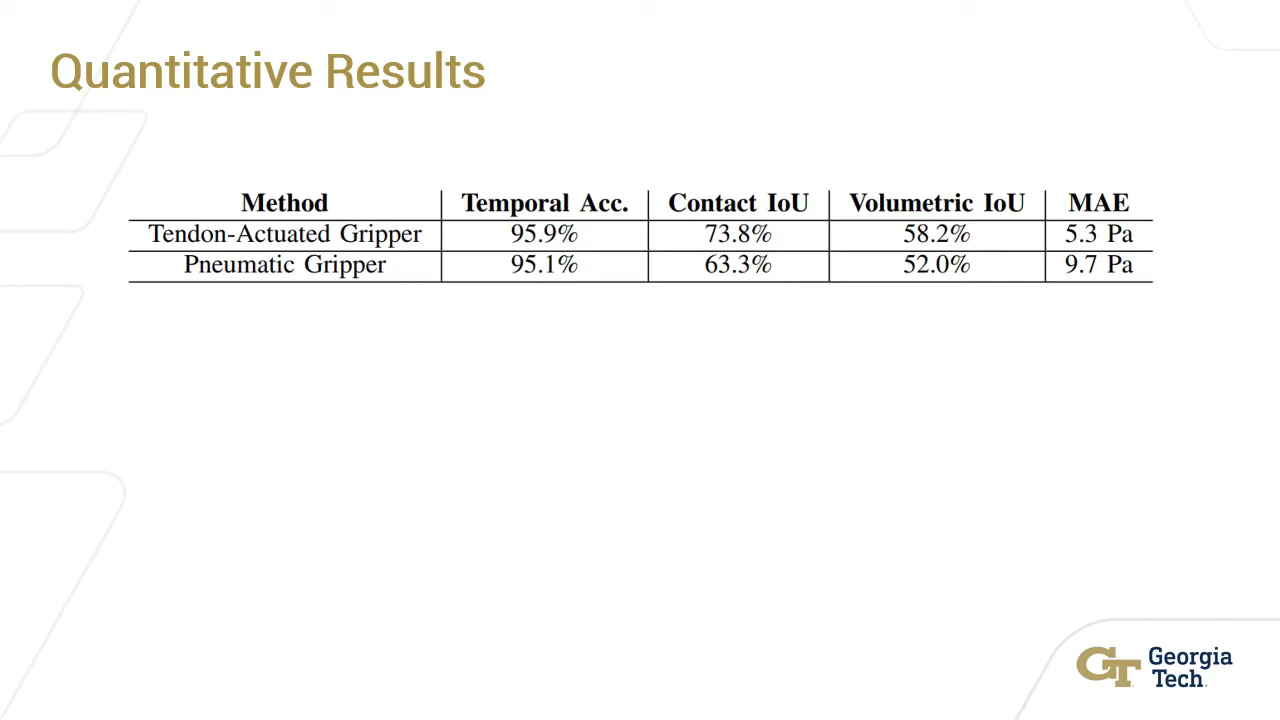 Quantitative Results
Method Temporal Acc. Contact IoU Volumetric IoU MAE
Tendon-Actuated Gripper 95.9% 73.8% 58.2% 5.3 Pa
Pneumatic Gripper 95.1% 63.3% 52.0% 9.7 Pa
GT Georgia
Tech.